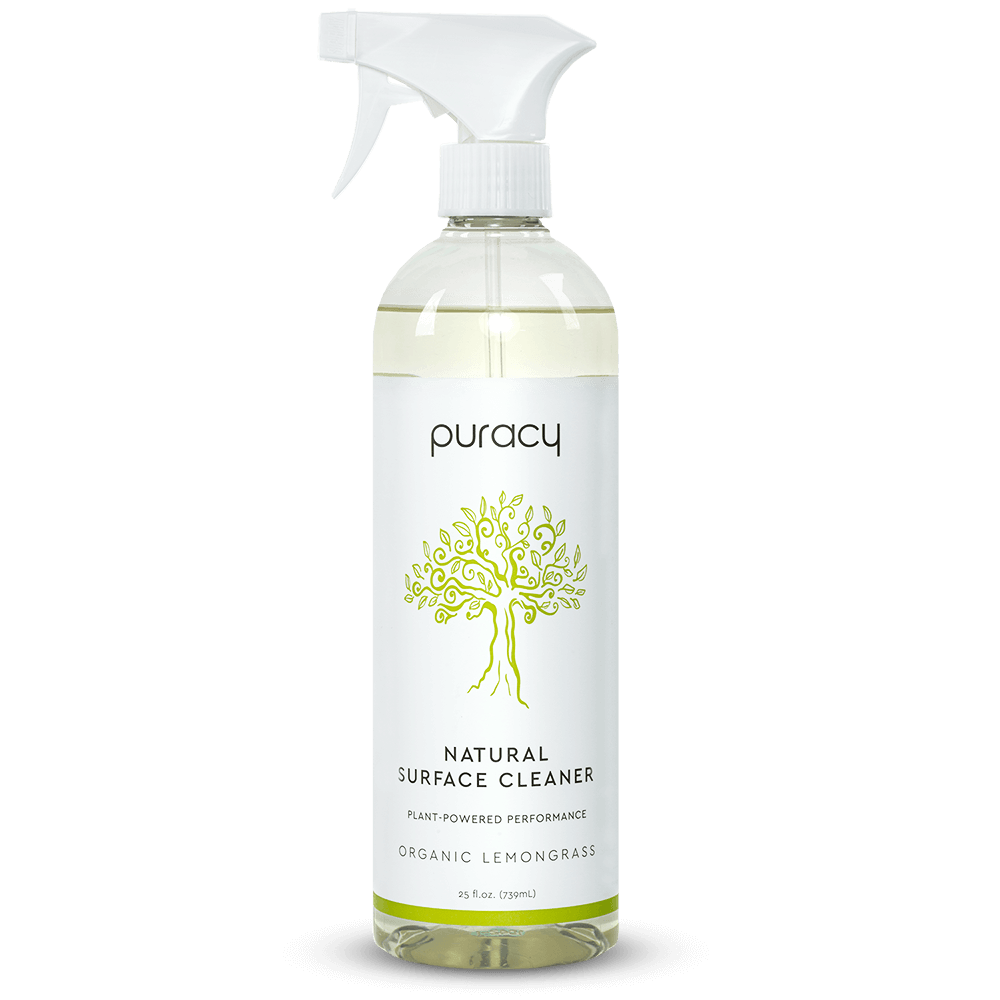 puracy
NATURAL
SURFACE CLEANER
PLANT-POWERED PERFORMANCE
ORGANIC LEMONGRASS
25 fl.oz. (739mL)